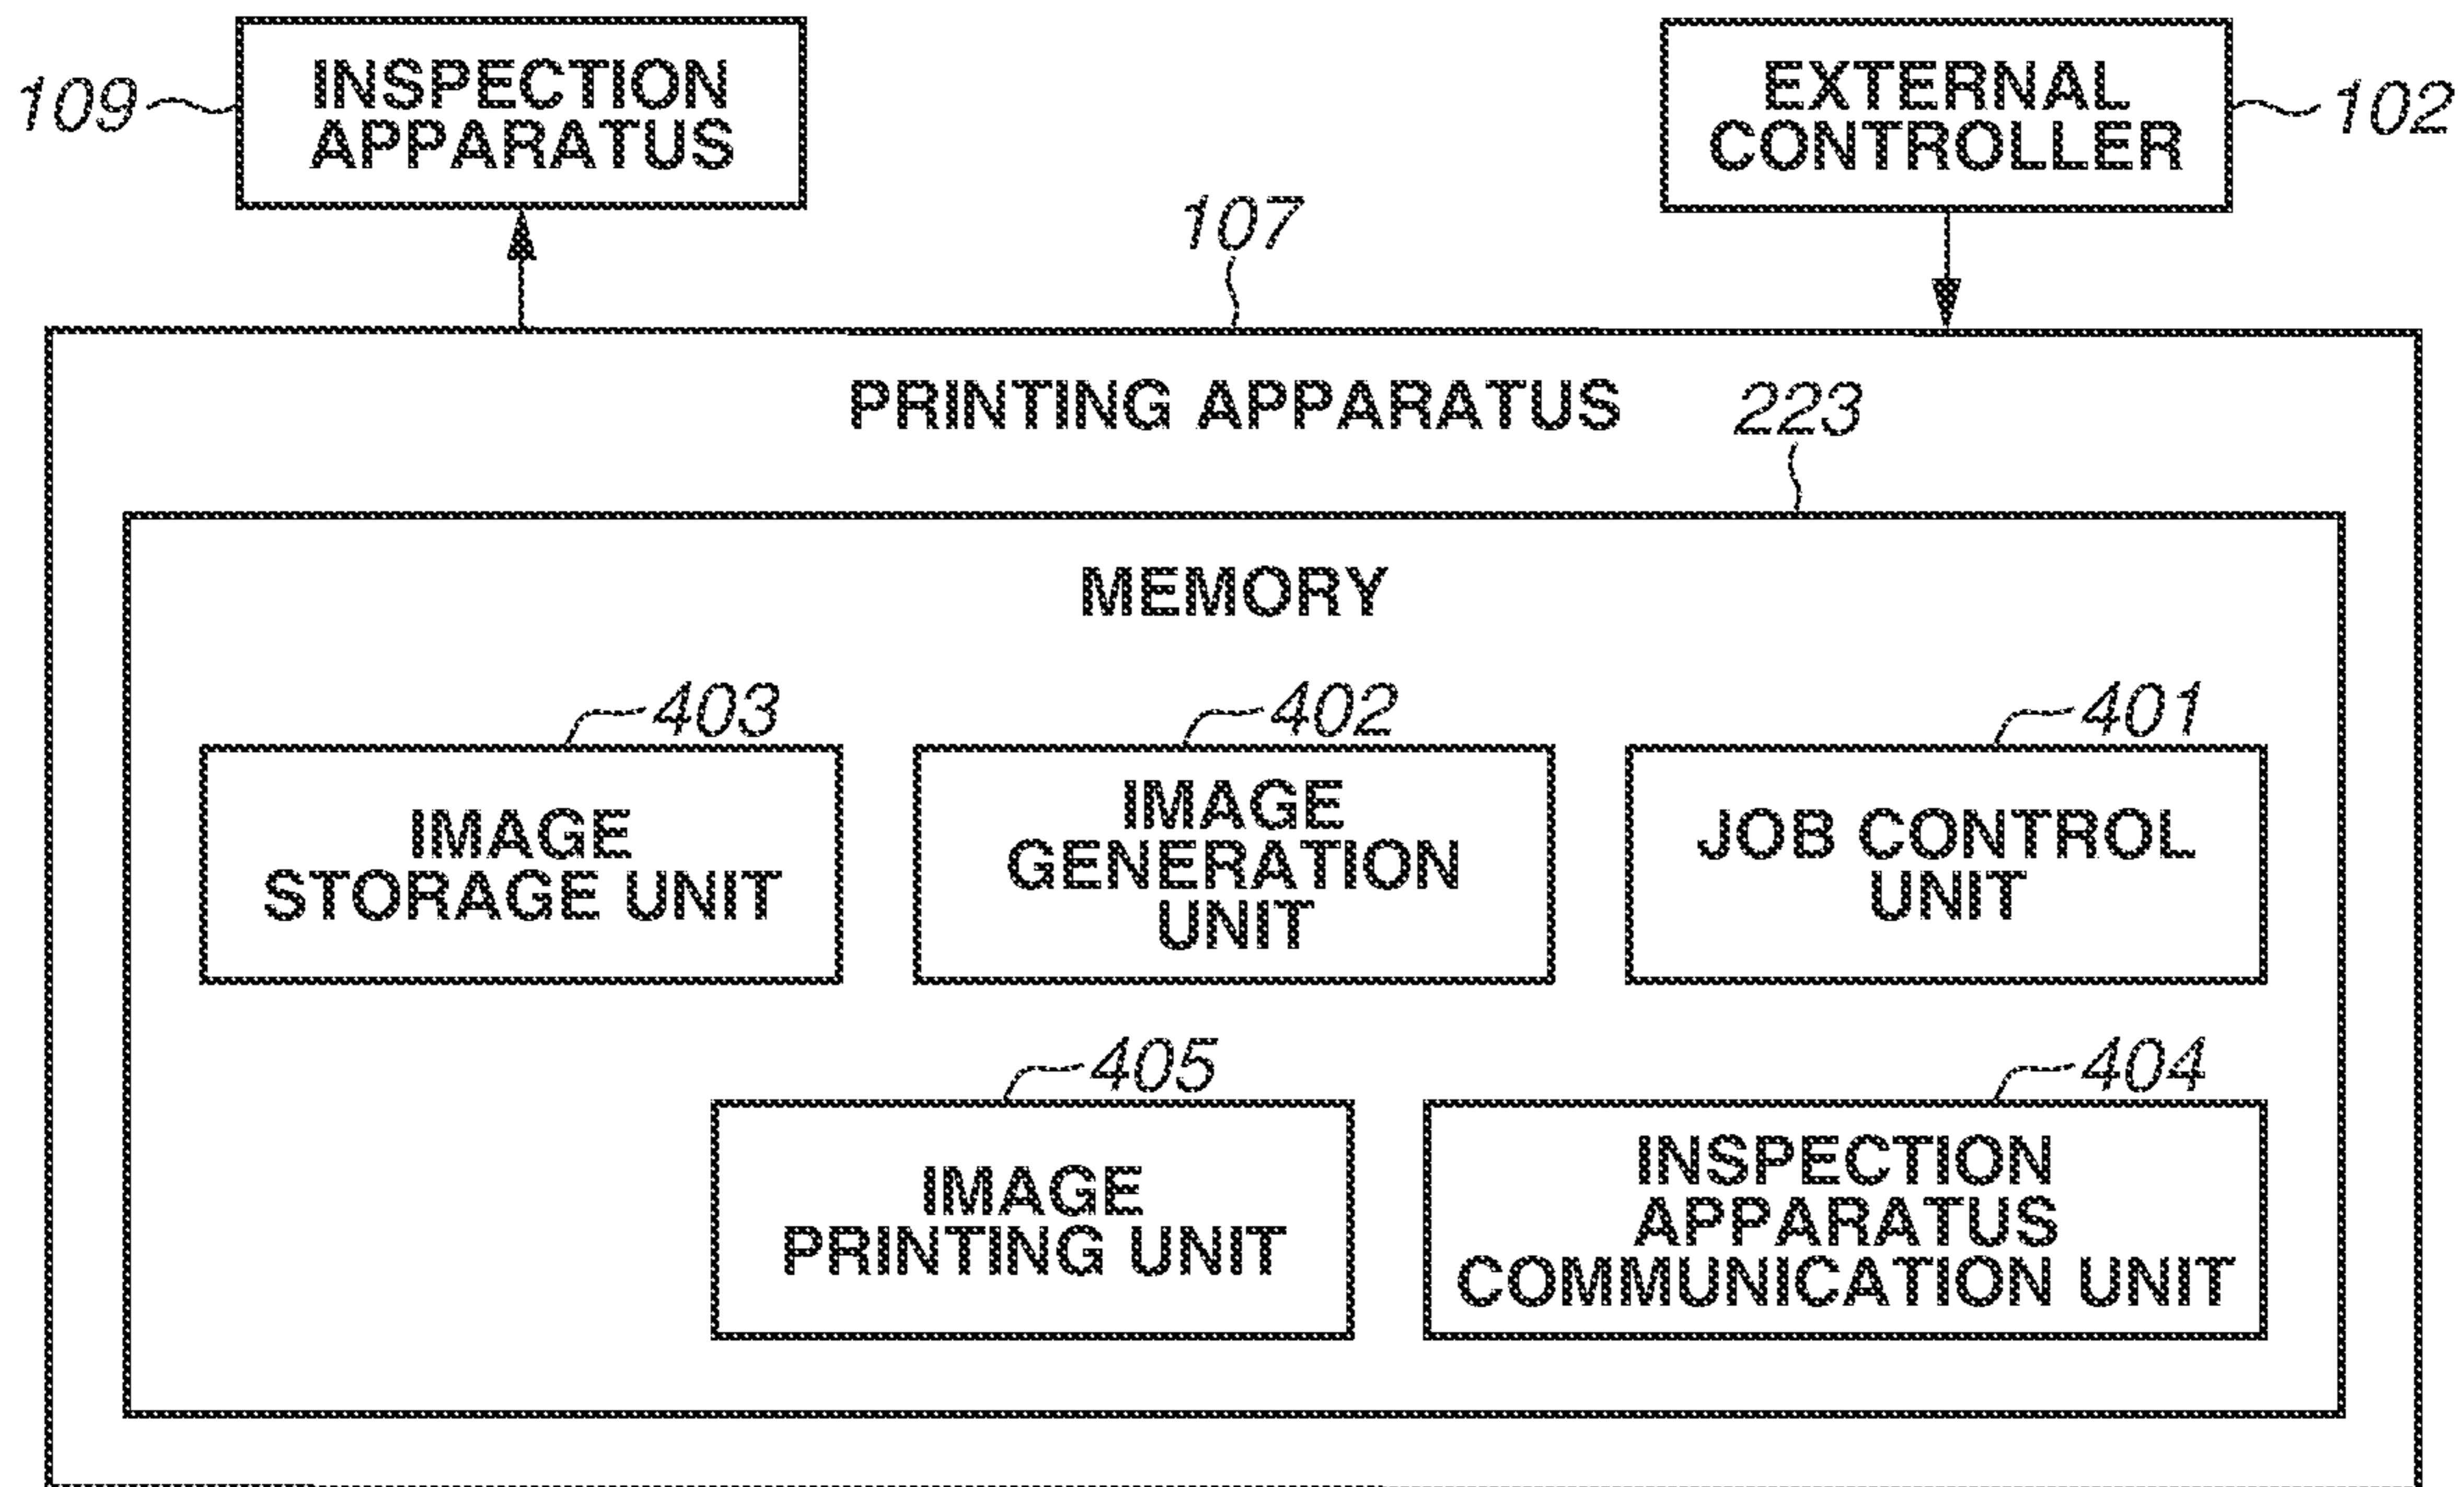 109
INSPECTION
APPARATUS
EXTERNAL
CONTROLLER
102
107
PRINTING APPARATUS
223
MEMORY
403
IMAGE
STORAGE UNIT
402
IMAGE
GENERATION
UNIT
401
JOB CONTROL
UNIT
405
IMAGE
PRINTING UNIT
404
INSPECTION
APPARATUS
COMMUNICATION UNIT